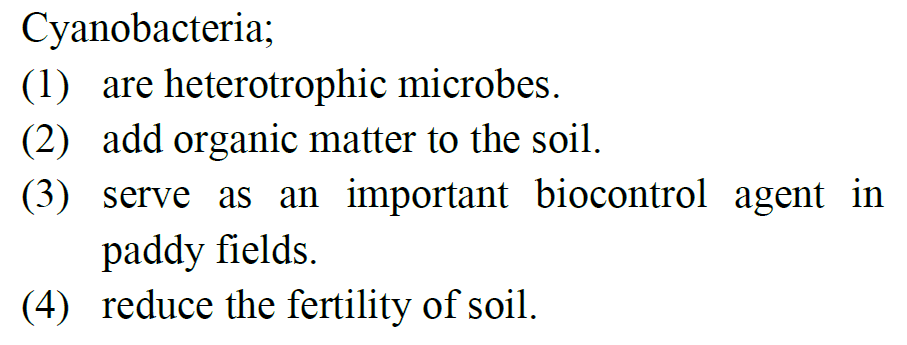 Cyanobacteria;
(1) are heterotrophic microbes.
(2) add organic matter to the soil.
(3) serve as an important biocontrol agent in
paddy fields.
(4) reduce the fertility of soil.